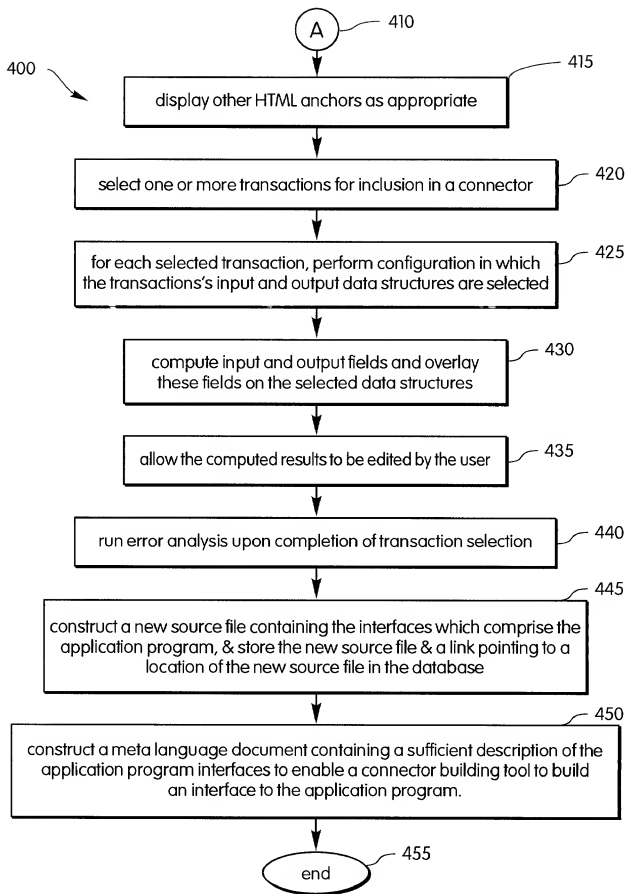 A
410
400
415
display other HTML anchors as appropriate
420
select one or more transactions for inclusion in a connector
425
for each selected transaction, perform configuration in which
the transactions's input and output data structures are selected
430
compute input and output fields and overlay
these fields on the selected data structures
435
allow the computed results to be edited by the user
440
run error analysis upon completion of transaction selection
445
construct a new source file containing the interfaces which comprise the
application program, & store the new source file & a link pointing to a
location of the new source file in the database
450
construct a meta language document containing a sufficient description of the
application program interfaces to enable a connector building tool to build
an interface to the application program.
455
end